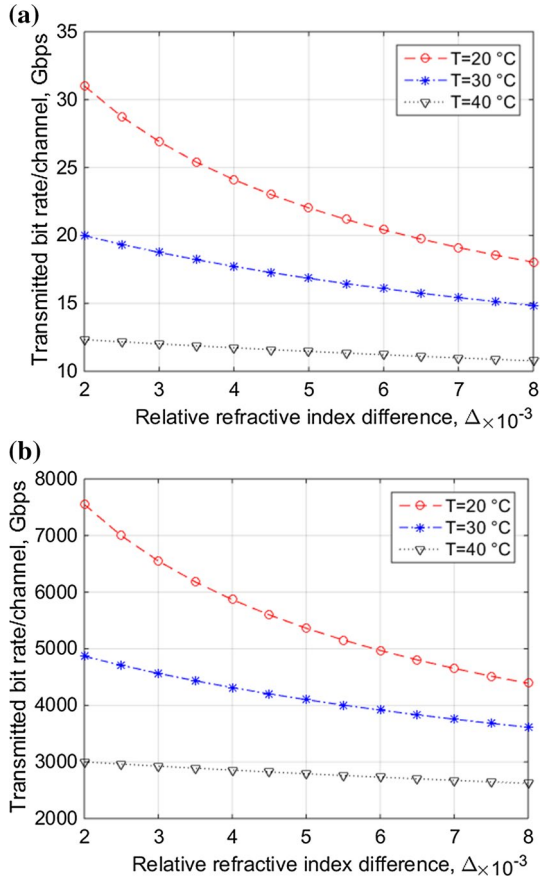 (a)
35
30
25
20
15
10
Transmitted bit rate/channel, Gbps
T=20 °C
T=30 °C
T=40 °C
2 3 4 5 6 7 8
Relative refractive index difference, Δ×10⁻³
(b)
8000
7000
6000
5000
4000
3000
2000
Transmitted bit rate/channel, Gbps
T=20 °C
T=30 °C
T=40 °C
2 3 4 5 6 7 8
Relative refractive index difference, Δ×10⁻³